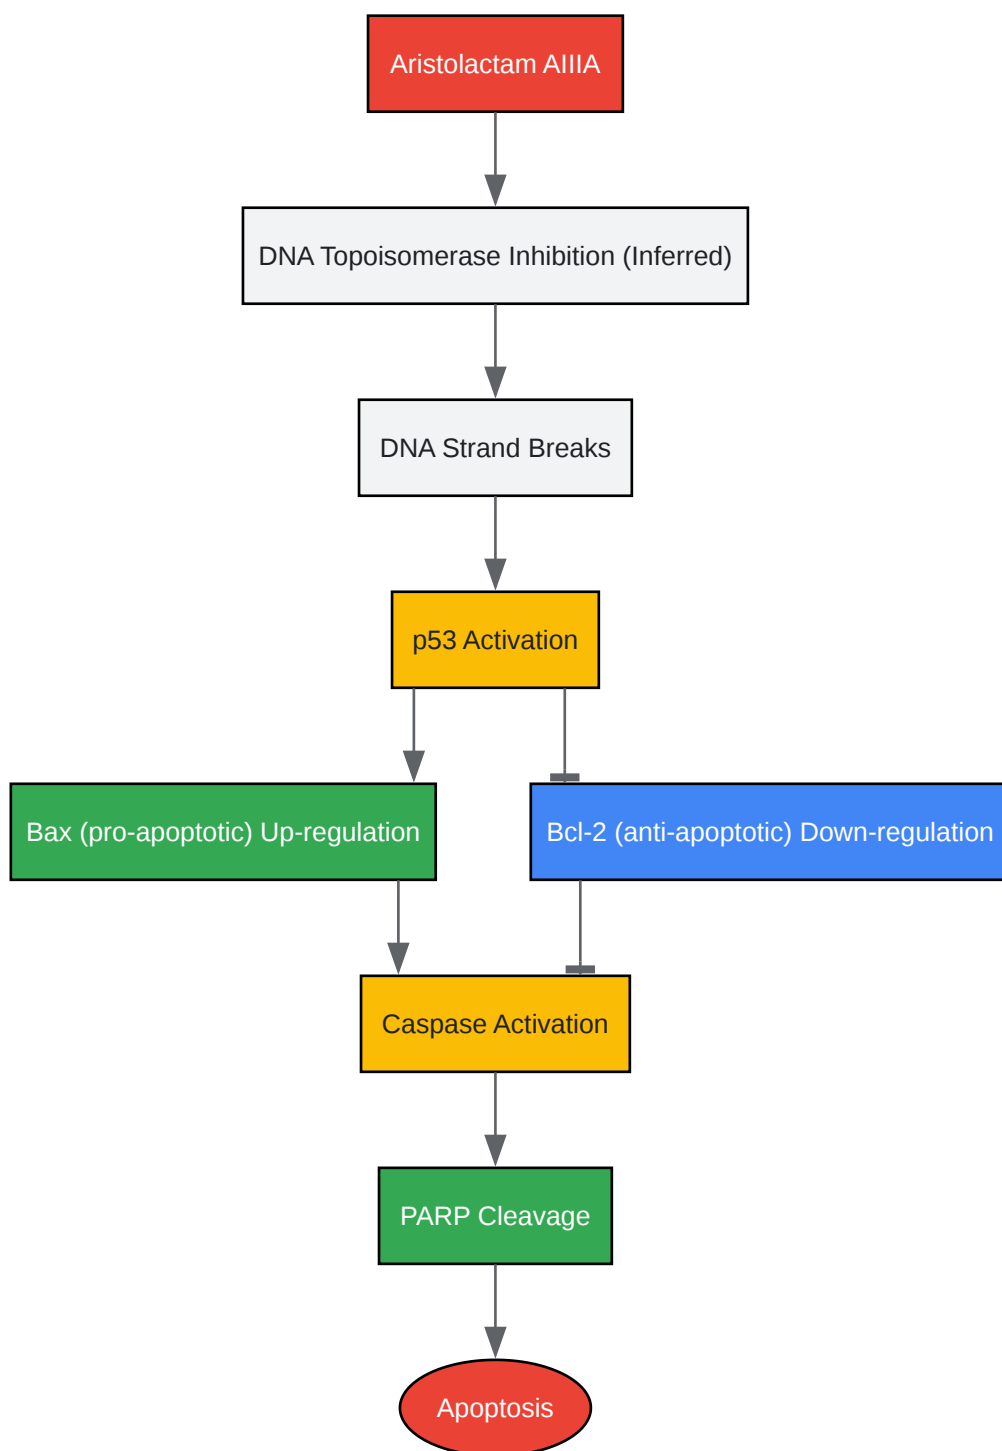 Aristolactam AIIIA
DNA Topoisomerase Inhibition (Inferred)
DNA Strand Breaks
p53 Activation
Bax (pro-apoptotic) Up-regulation
Bcl-2 (anti-apoptotic) Down-regulation
Caspase Activation
PARP Cleavage
Apoptosis